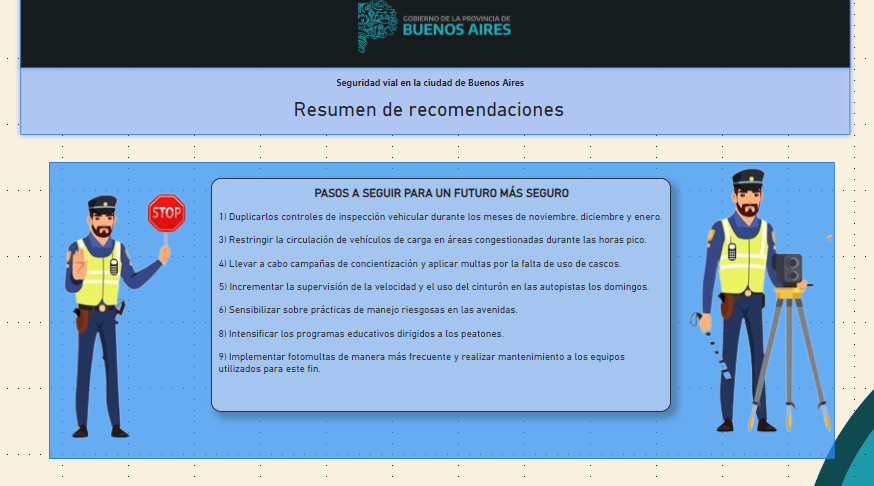 GOBIERNO DE LA PROVINCIA DE
BUENOS AIRES
Seguridad vial en la ciudad de Buenos Aires
Resumen de recomendaciones
STOP
PASOS A SEGUIR PARA UN FUTURO MÁS SEGURO
1) Duplicarlos controles de inspección vehicular durante los meses de noviembre, diciembre y enero.
3) Restringir la circulación de vehículos de carga en áreas congestionadas durante las horas pico.
4) Llevar a cabo campañas de concientización y aplicar multas por la falta de uso de cascos.
5) Incrementar la supervisión de la velocidad y el uso del cinturón en las autopistas los domingos.
6) Sensibilizar sobre prácticas de manejo riesgosas en las avenidas.
8) Intensificar los programas educativos dirigidos a los peatones.
9) Implementar fotomultas de manera más frecuente y realizar mantenimiento a los equipos
utilizados para este fin.